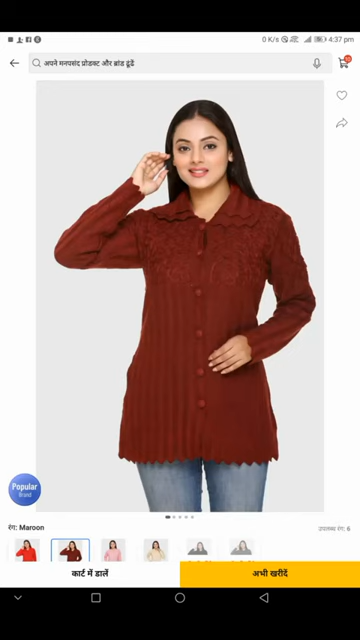 0 K/s 4:37 pm
अपने मनपसंद प्रोडक्ट और ब्रांड ढूंढें
Popular
Brand
रंग: Maroon
उपलब्ध रंग: 6
कार्ट में डालें
अभी खरीदें